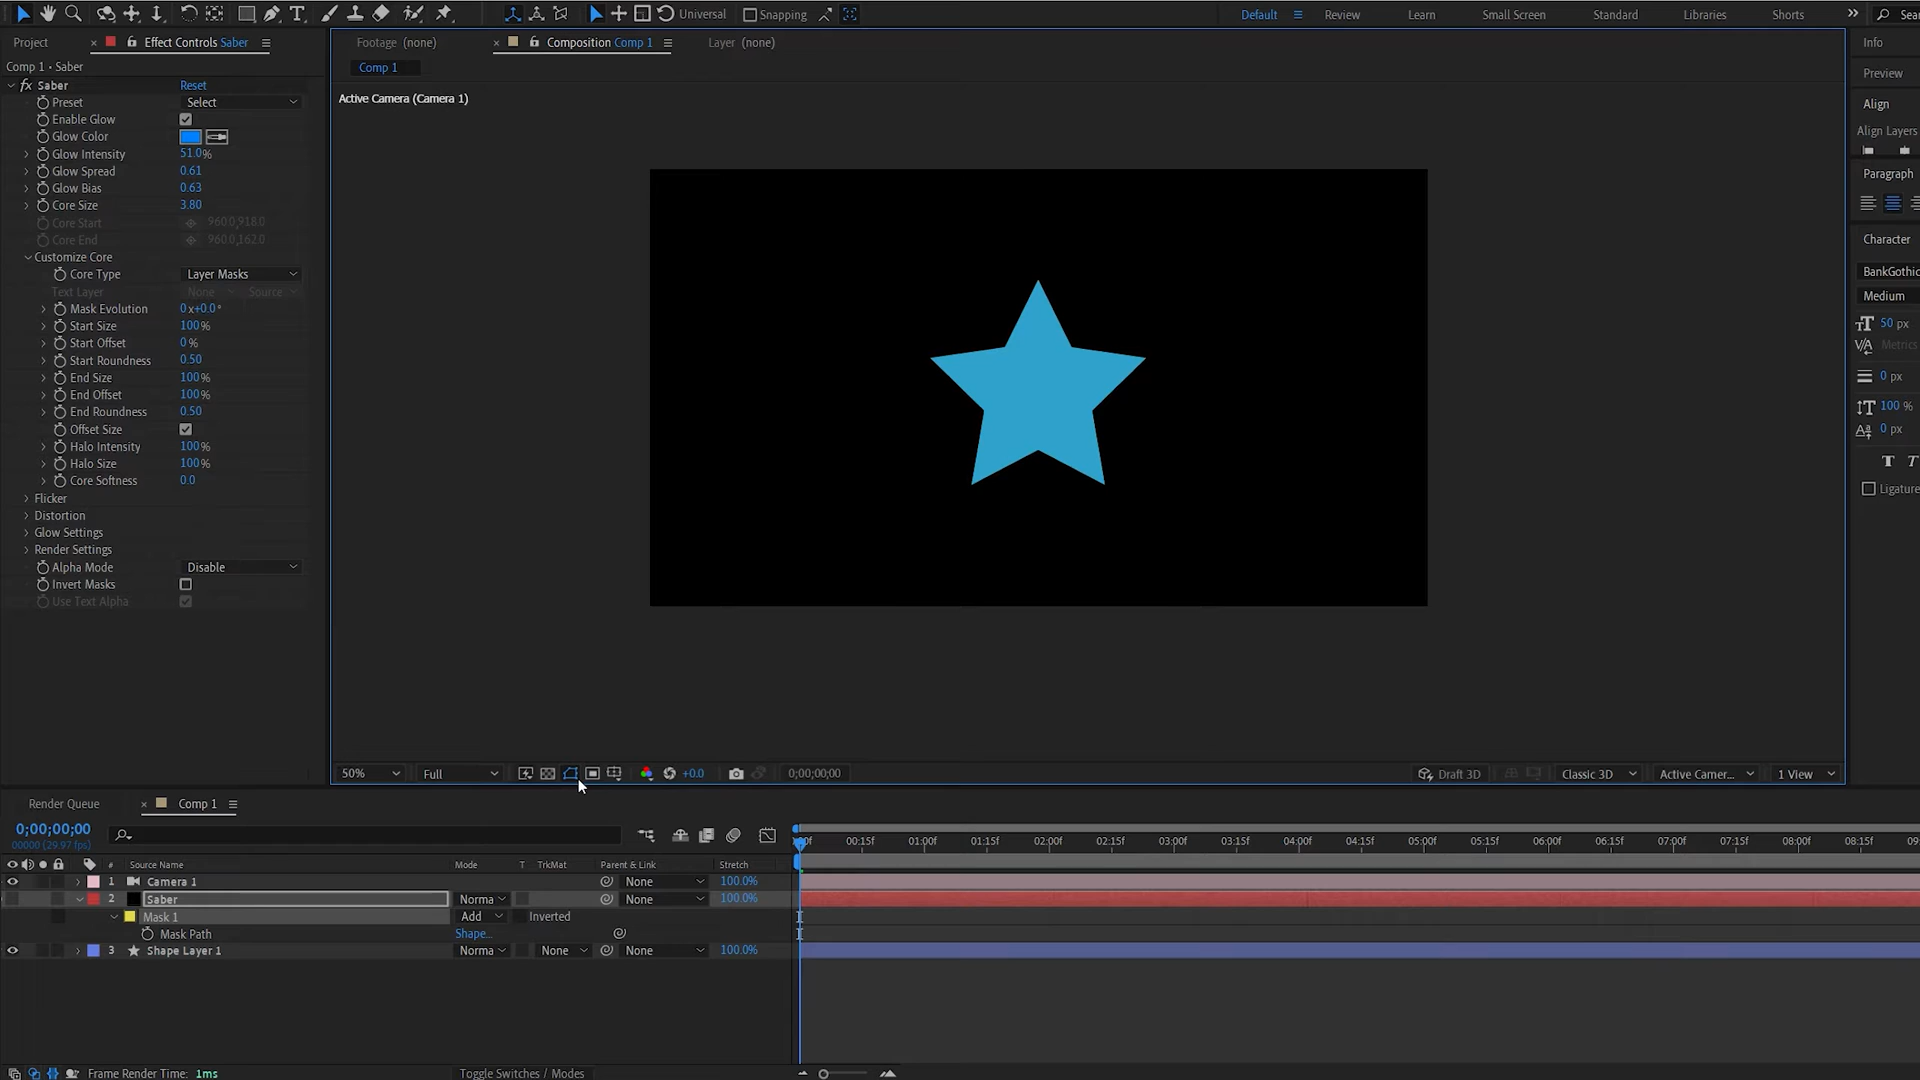 Universal
Snapping
Default
Review
Learn
Small Screen
Standard
Libraries
Shorts
Project
Effect Controls Saber
Footage (none)
Composition Comp 1
Layer (none)
Info
Comp 1 • Saber
Comp 1
Preview
fx Saber
Reset
Active Camera (Camera 1)
Preset
Select
Align
Enable Glow
Align Layers
Glow Color
Glow Intensity
51.0%
Glow Spread
0.61
Paragraph
Glow Bias
0.63
Core Size
3.80
Core Start
960.0,918.0
Core End
960.0,162.0
Character
Customize Core
Core Type
Layer Masks
BankGothic
Text Layer
None
Source
Medium
Mask Evolution
0x+0.0°
Start Size
100%
50 px
Start Offset
0%
Metrics
Start Roundness
0.50
End Size
100%
0 px
End Offset
100%
100 %
End Roundness
0.50
Offset Size
0 px
Halo Intensity
100%
Halo Size
100%
T T
Core Softness
0.0
Ligature
Flicker
Distortion
Glow Settings
Render Settings
Alpha Mode
Disable
Invert Masks
Use Text Alpha
50%
Full
+0.0
0;00;00;00
Draft 3D
Classic 3D
Active Camer...
1 View
Render Queue
Comp 1
0;00;00;00
00000 (29.97 fps)
00:15f
01:00f
01:15f
02:00f
02:15f
03:00f
03:15f
04:00f
04:15f
05:00f
05:15f
06:00f
06:15f
07:00f
07:15f
08:00f
08:15f
#
Source Name
Mode
T
TrkMat
Parent & Link
Stretch
1
Camera 1
None
100.0%
2
Saber
Norma
None
100.0%
Mask 1
Add
Inverted
Mask Path
Shape...
3
Shape Layer 1
Norma
None
None
100.0%
Frame Render Time: 1ms
Toggle Switches / Modes